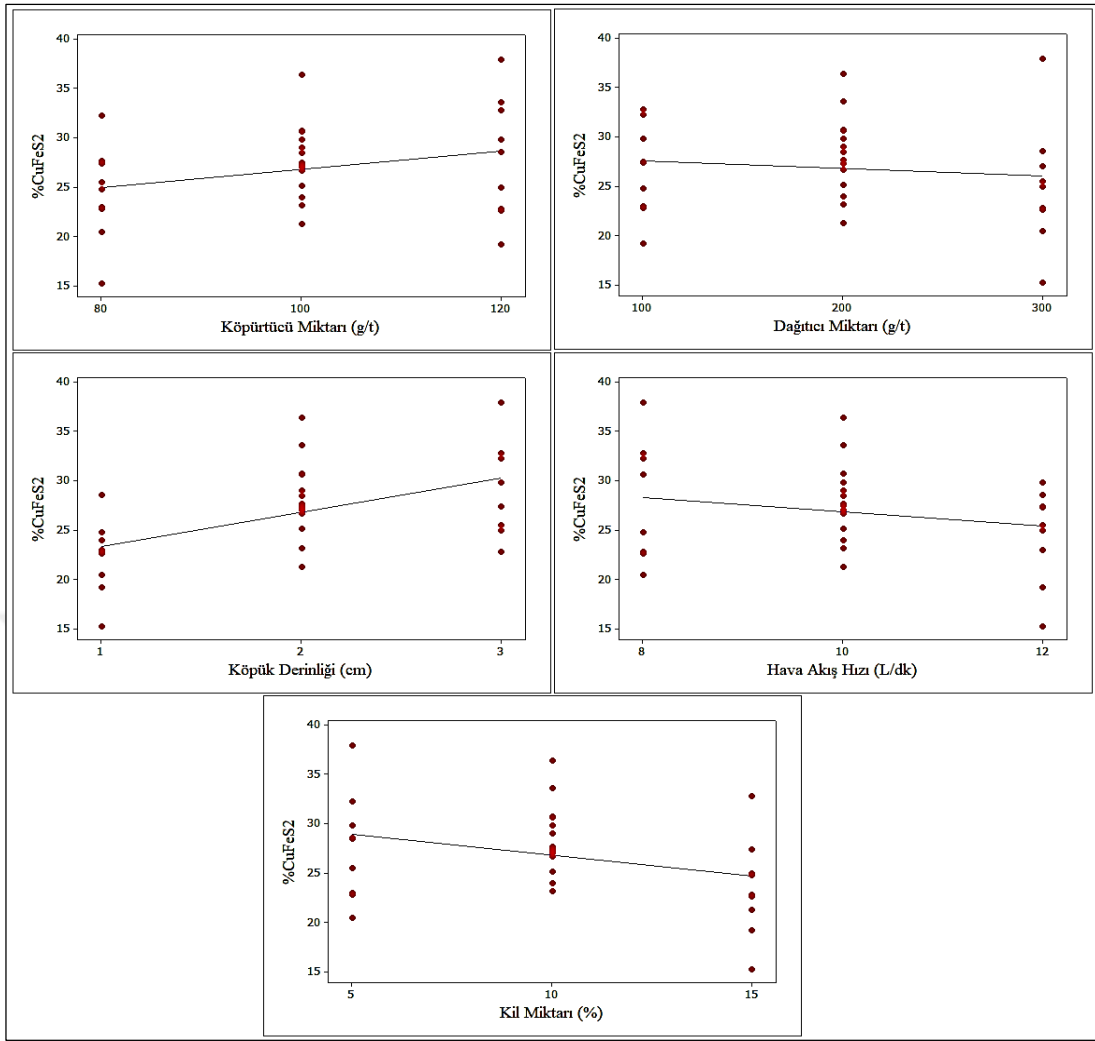 40
35
30
25
20
15
%CuFeS2
80 100 120
Köpürtücü Miktarı (g/t)
40
35
30
25
20
15
%CuFeS2
100 200 300
Dağıtıcı Miktarı (g/t)
40
35
30
25
20
15
%CuFeS2
1 2 3
Köpük Derinliği (cm)
40
35
30
25
20
15
%CuFeS2
8 10 12
Hava Akış Hızı (L/dk)
40
35
30
25
20
15
%CuFeS2
5 10 15
Kil Miktarı (%)